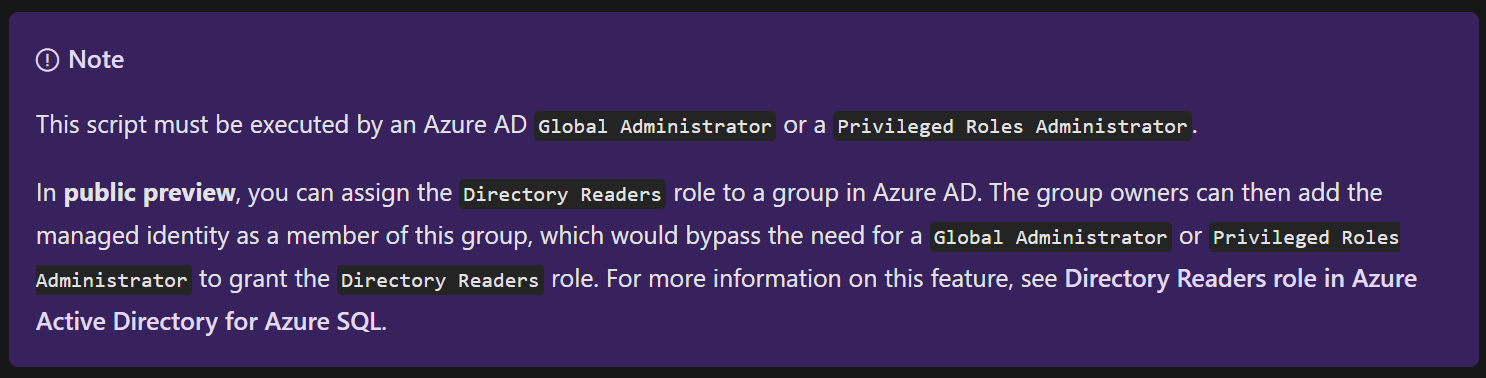 Note
This script must be executed by an Azure AD Global Administrator or a Privileged Roles Administrator.
In public preview, you can assign the Directory Readers role to a group in Azure AD. The group owners can then add the
managed identity as a member of this group, which would bypass the need for a Global Administrator or Privileged Roles
Administrator to grant the Directory Readers role. For more information on this feature, see Directory Readers role in Azure
Active Directory for Azure SQL.